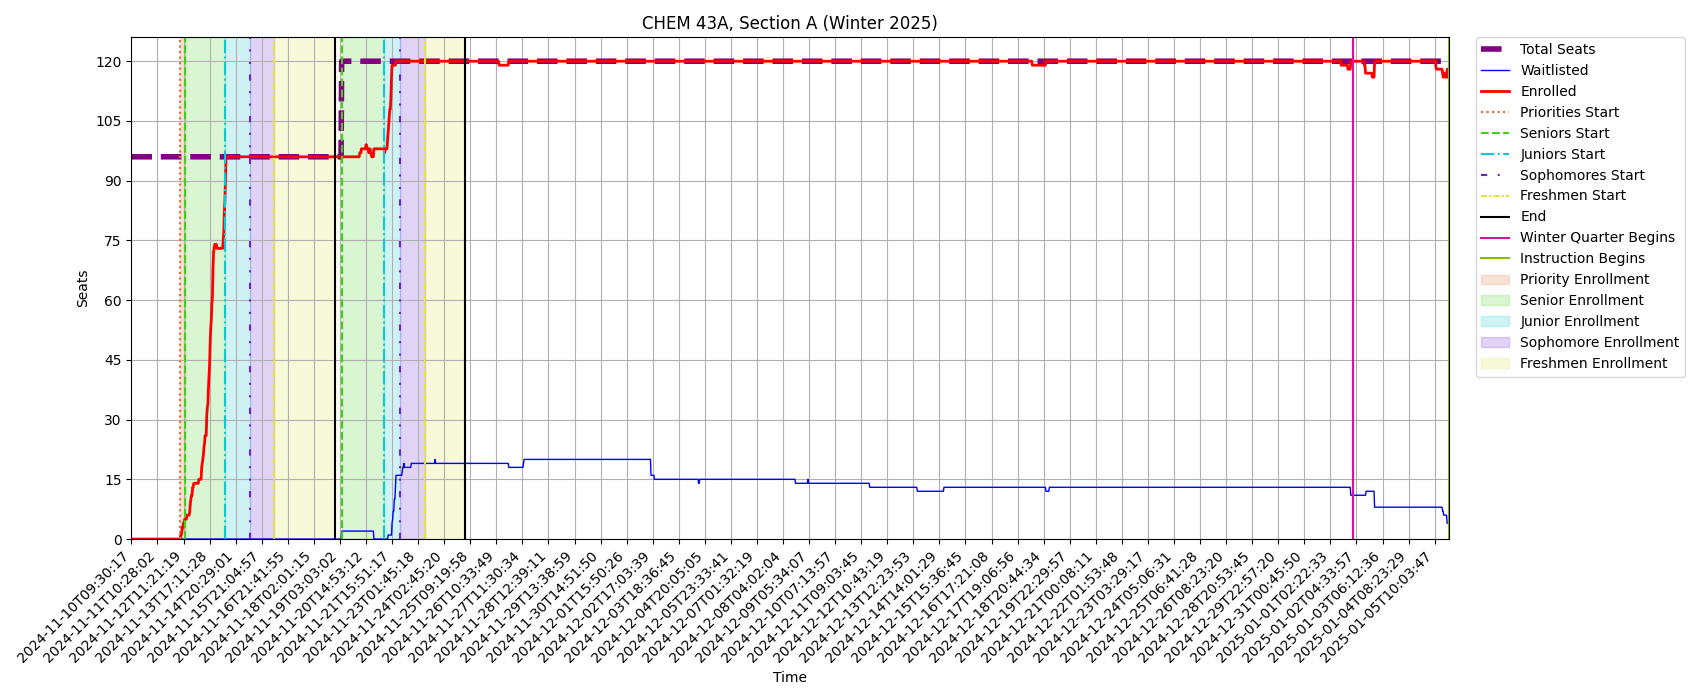 CHEM 43A, Section A (Winter 2025)
Seats
120
105
90
75
60
45
30
15
0
2024-11-10T09:30:17
2024-11-11T10:28:02
2024-11-12T11:21:19
2024-11-13T17:11:28
2024-11-14T20:29:01
2024-11-15T21:04:57
2024-11-16T21:41:55
2024-11-18T02:01:15
2024-11-19T03:03:02
2024-11-20T14:53:12
2024-11-21T15:51:17
2024-11-23T01:45:18
2024-11-24T02:45:20
2024-11-25T09:19:58
2024-11-26T10:33:49
2024-11-27T11:30:34
2024-11-28T12:39:11
2024-11-29T13:38:59
2024-11-30T14:51:50
2024-12-01T15:50:26
2024-12-02T17:03:39
2024-12-03T18:36:45
2024-12-04T20:05:05
2024-12-05T23:33:41
2024-12-07T01:32:19
2024-12-08T04:02:04
2024-12-09T05:34:07
2024-12-10T07:13:57
2024-12-11T09:03:45
2024-12-12T10:43:19
2024-12-13T12:23:53
2024-12-14T14:01:29
2024-12-15T15:36:45
2024-12-16T17:21:08
2024-12-17T19:06:56
2024-12-18T20:44:34
2024-12-19T22:29:57
2024-12-21T00:08:11
2024-12-22T01:53:48
2024-12-23T03:29:17
2024-12-24T05:06:31
2024-12-25T06:41:28
2024-12-26T08:23:20
2024-12-28T20:53:45
2024-12-29T22:57:20
2024-12-31T00:45:50
2025-01-01T02:22:33
2025-01-02T04:33:57
2025-01-03T06:12:36
2025-01-04T08:23:29
2025-01-05T10:03:47
Time
Total Seats
Waitlisted
Enrolled
Priorities Start
Seniors Start
Juniors Start
Sophomores Start
Freshmen Start
End
Winter Quarter Begins
Instruction Begins
Priority Enrollment
Senior Enrollment
Junior Enrollment
Sophomore Enrollment
Freshmen Enrollment